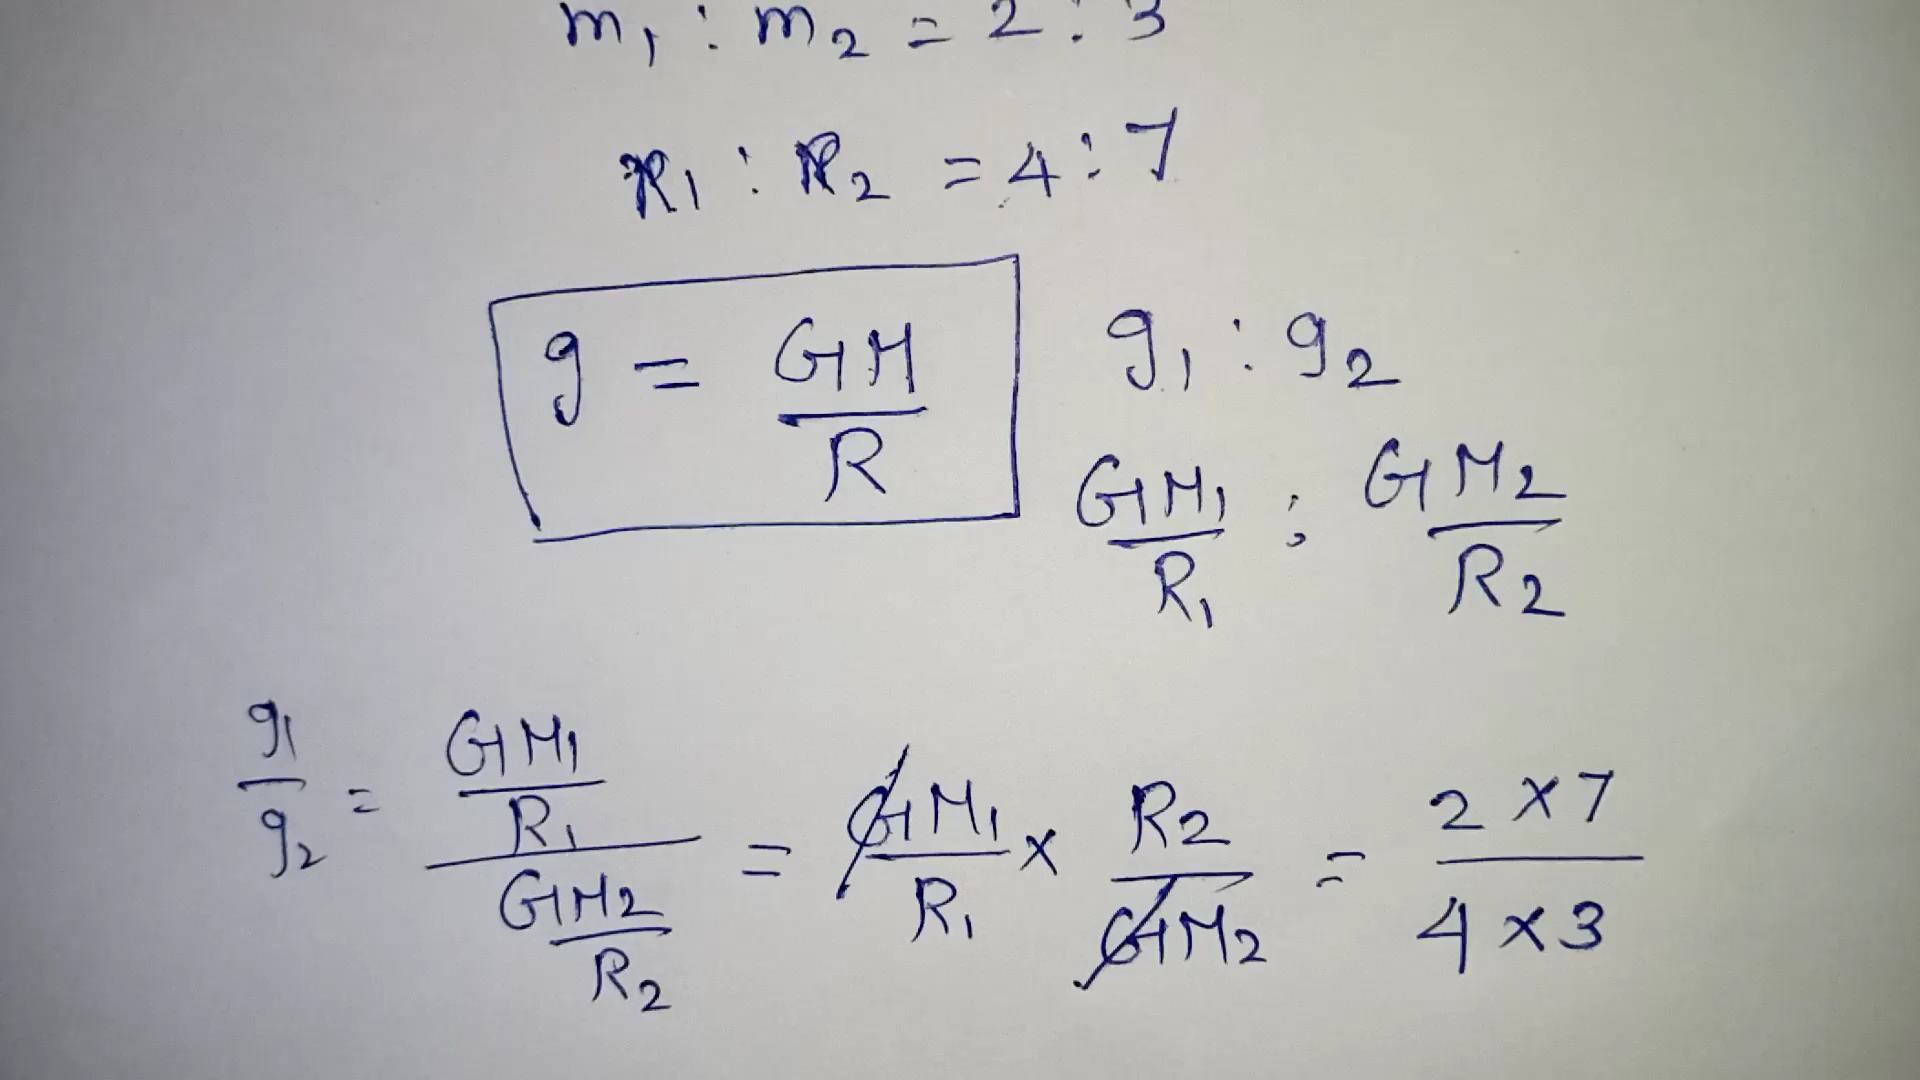 m₁ : m₂ = 2 : 3
R₁ : R₂ = 4 : 7
g = GM/R
g₁ : g₂
GM₁/R₁ : GM₂/R₂
g₁/g₂ = (GM₁/R₁)/(GM₂/R₂) = GM₁/R₁ × R₂/GM₂ = 2 × 7/4 × 3